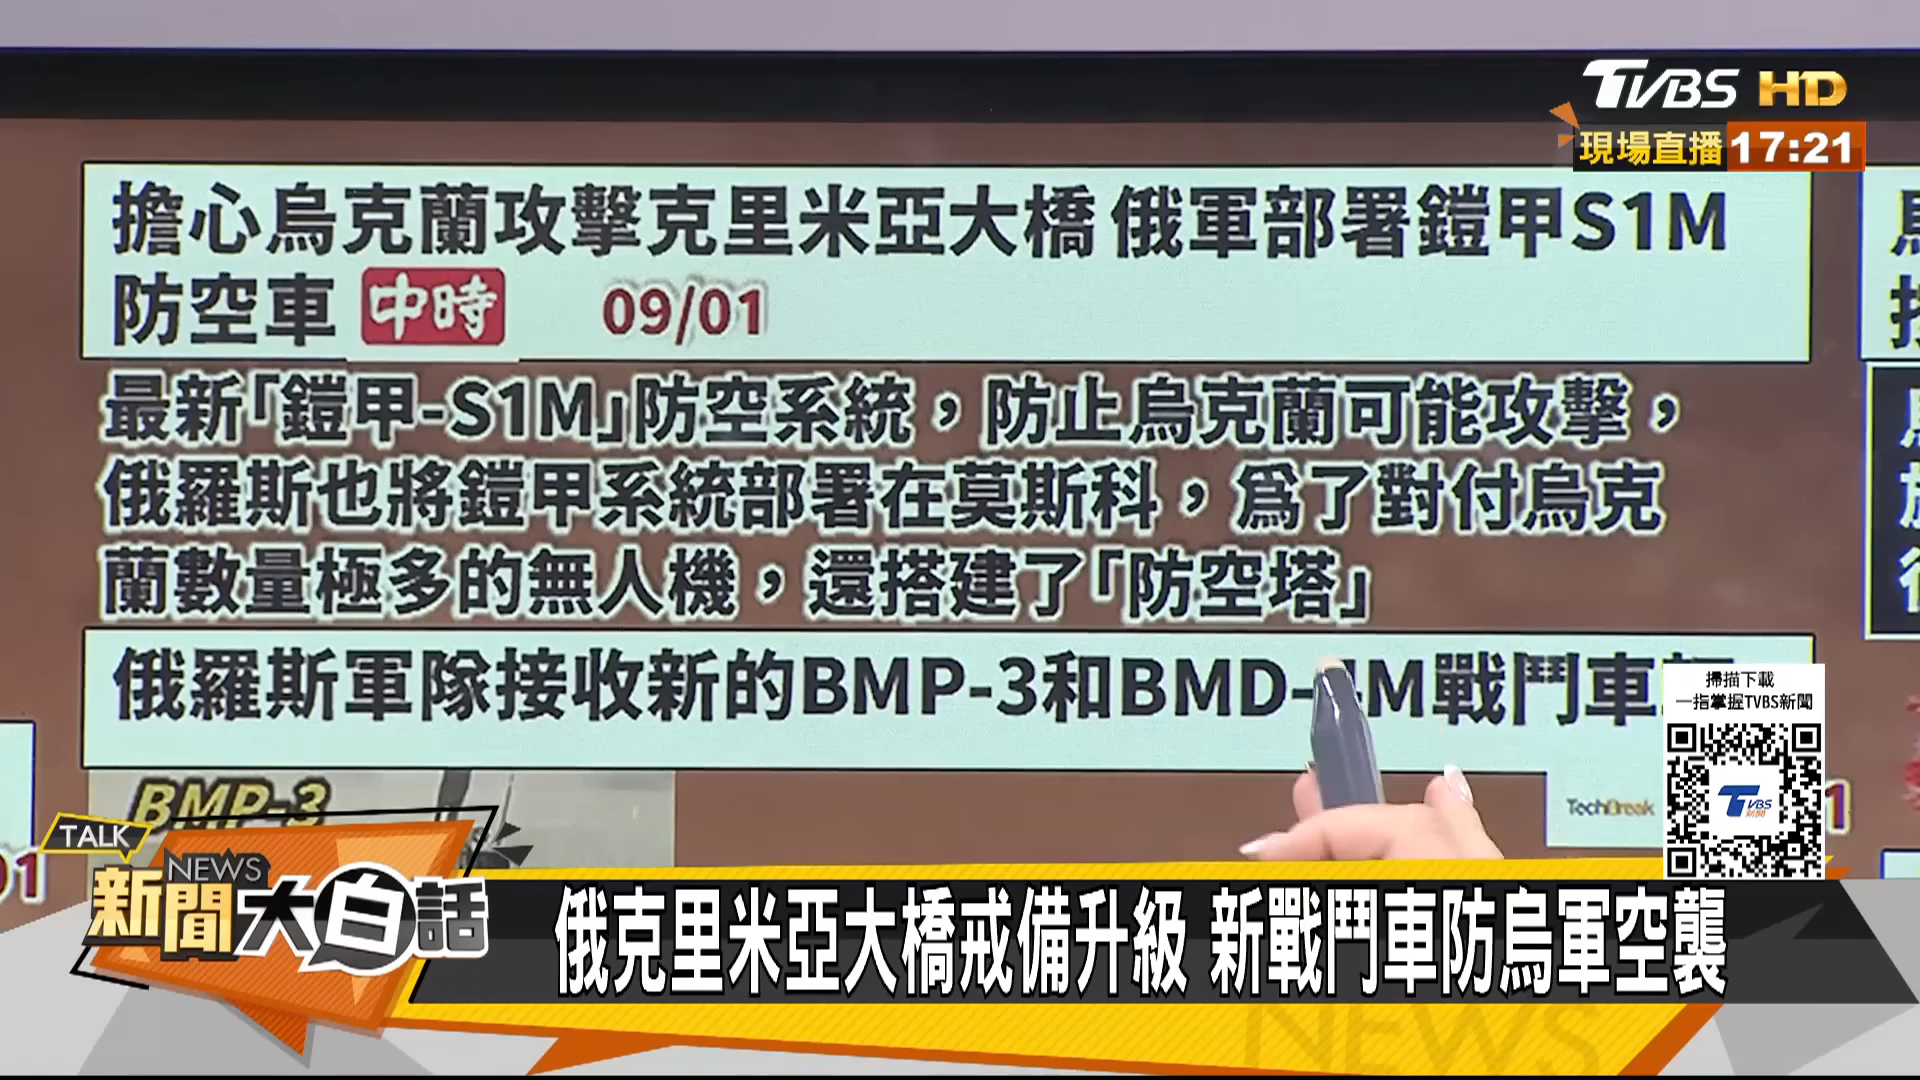 TVBS HD
現場直播 17:21
擔心烏克蘭攻擊克里米亞大橋 俄軍部署鎧甲S1M
防空車 中時 09/01
最新「鎧甲-S1M」防空系統，防止烏克蘭可能攻擊，
俄羅斯也將鎧甲系統部署在莫斯科，為了對付烏克
蘭數量極多的無人機，還搭建了「防空塔」
俄羅斯軍隊接收新的BMP-3和BMD-4M戰鬥車
掃描下載
一指掌握TVBS新聞
TVBS
新聞
TechBreak
BMP-3
TALK
NEWS
新聞大白話
俄克里米亞大橋戒備升級 新戰鬥車防烏軍空襲
NEWS